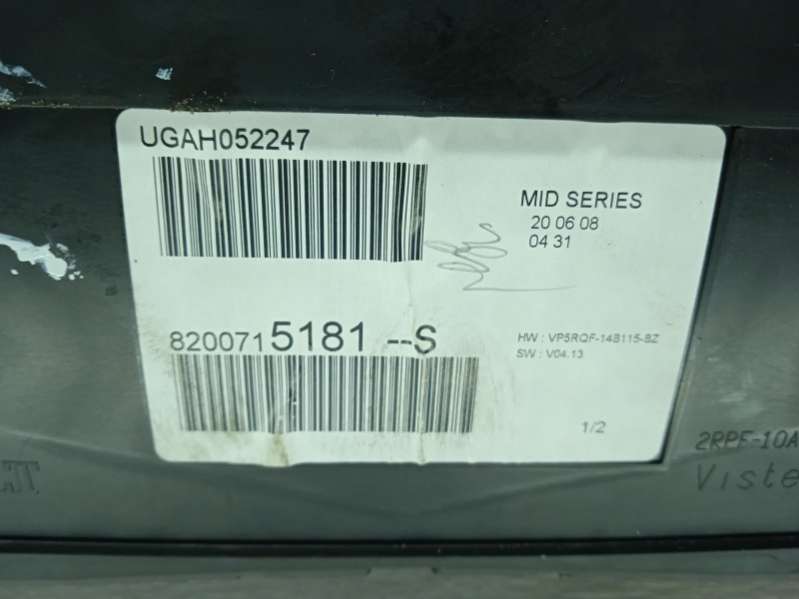 UGAH052247
MID SERIES
20 06 08
04 31
8200715181 --S
HW : VP5RQF-14B115-BZ
SW : V04.13
1/2
2RPF-10A
Viste